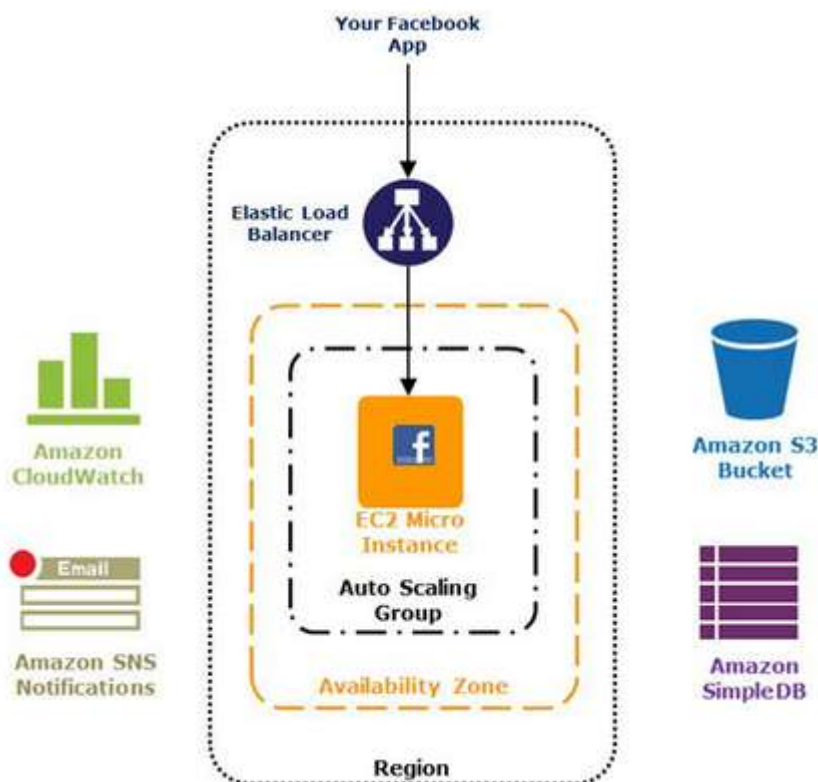 Your Facebook
App
Elastic Load
Balancer
Amazon
CloudWatch
Email
Amazon SNS
Notifications
f
EC2 Micro
Instance
Auto Scaling
Group
Availability Zone
Region
Amazon S3
Bucket
Amazon
SimpleDB